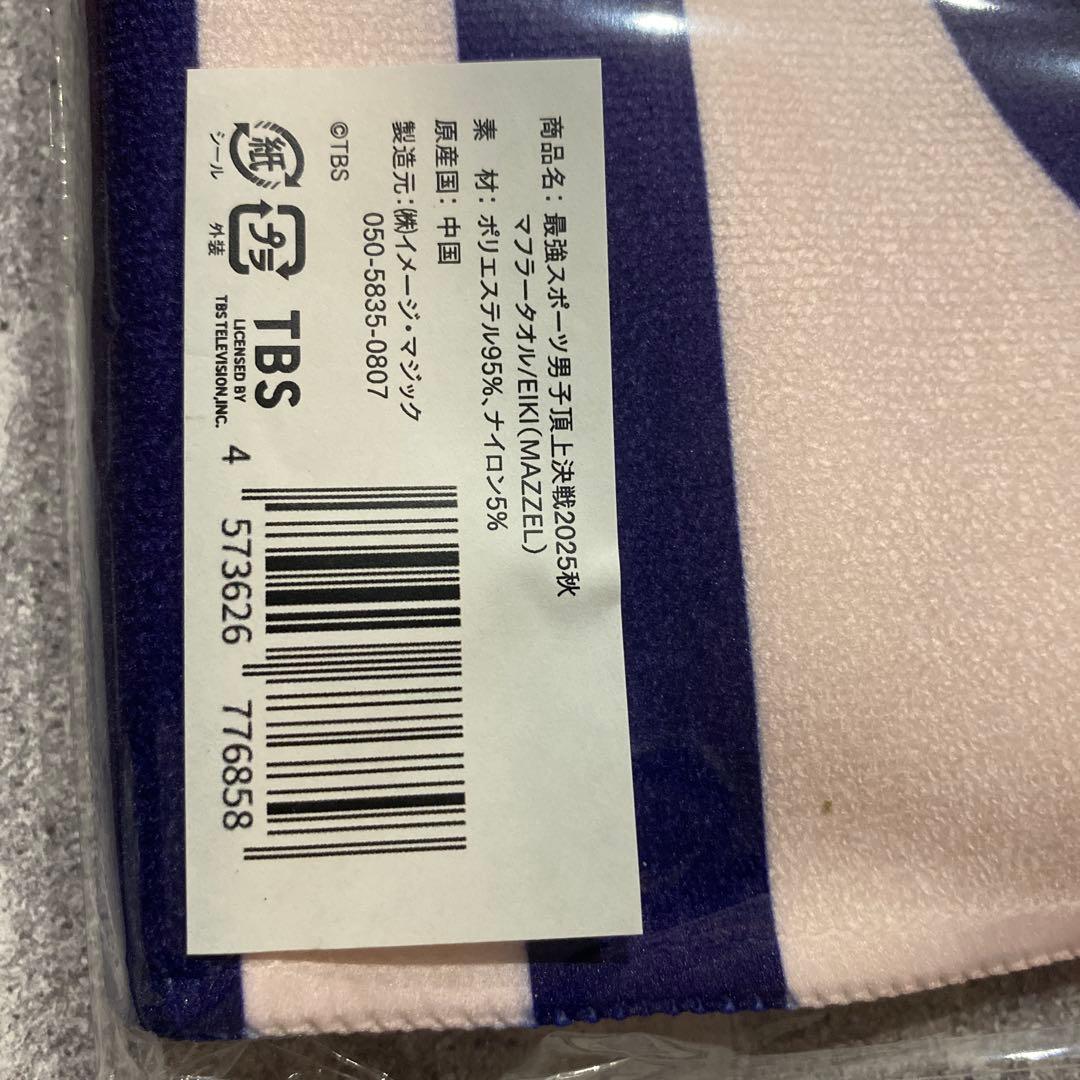 商品名：最強スポーツ男子頂上決戦2025秋
マフラータオル/EIKI(MAZZEL)
素　材：ポリエステル95%、ナイロン5%
原産国：中国
製造元：㈱イメージ・マジック
050-5835-0807
©TBS
紙
シール
プラ
外装
TBS
LICENSED BY
TBS TELEVISION,INC.
4 573626 776858